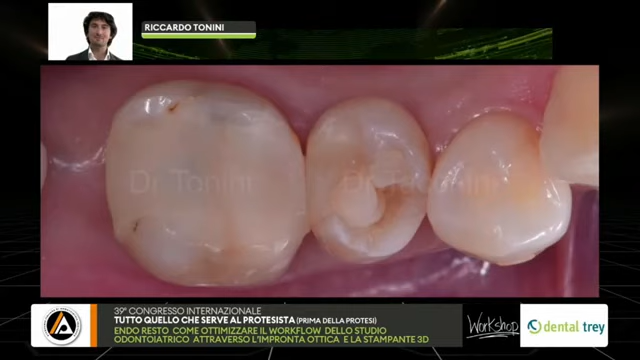 RICCARDO TONINI
Dr. Tonini Dr. Tacconini
39° CONGRESSO INTERNAZIONALE
TUTTO QUELLO CHE SERVE AL PROTESISTA (PRIMA DELLA PROTESI)
ENDO RESTO COME OTTIMIZZARE IL WORKFLOW DELLO STUDIO
ODONTOIATRICO ATTRAVERSO L'IMPRONTA OTTICA E LA STAMPANTE 3D
Workshop
dental trey